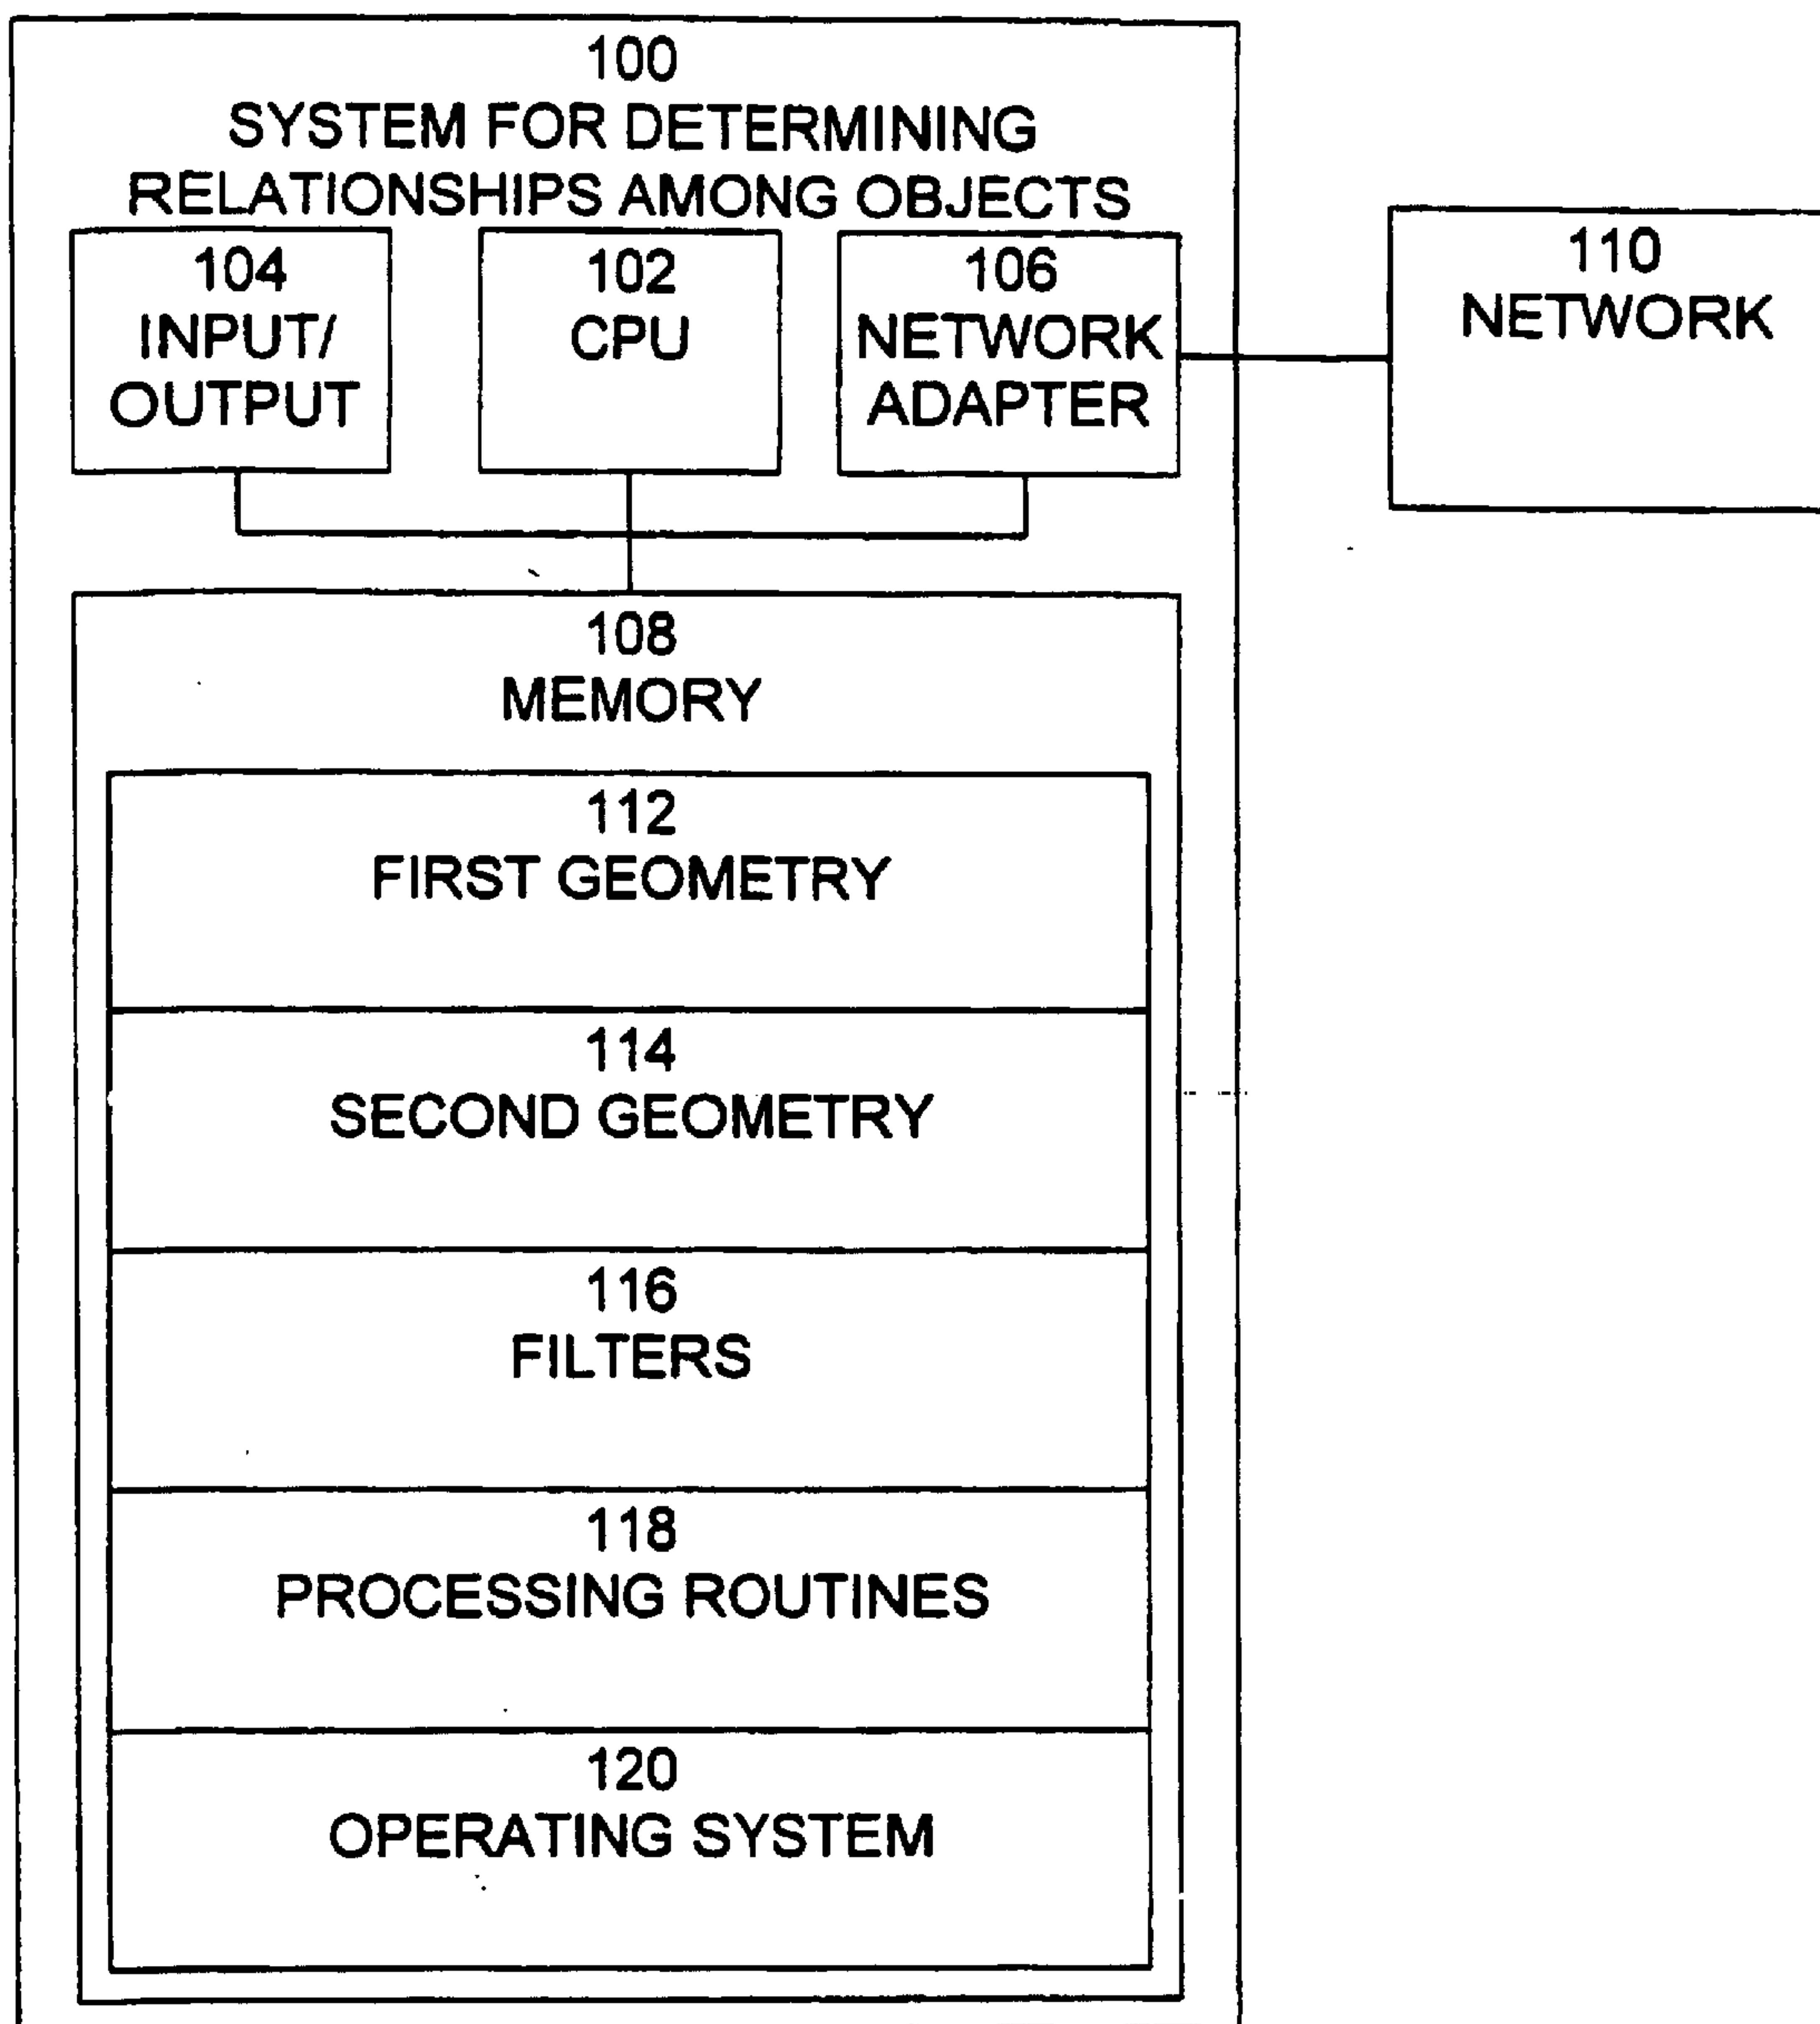 100
SYSTEM FOR DETERMINING
RELATIONSHIPS AMONG OBJECTS
104
INPUT/
OUTPUT
102
CPU
106
NETWORK
ADAPTER
110
NETWORK
108
MEMORY
112
FIRST GEOMETRY
114
SECOND GEOMETRY
116
FILTERS
118
PROCESSING ROUTINES
120
OPERATING SYSTEM